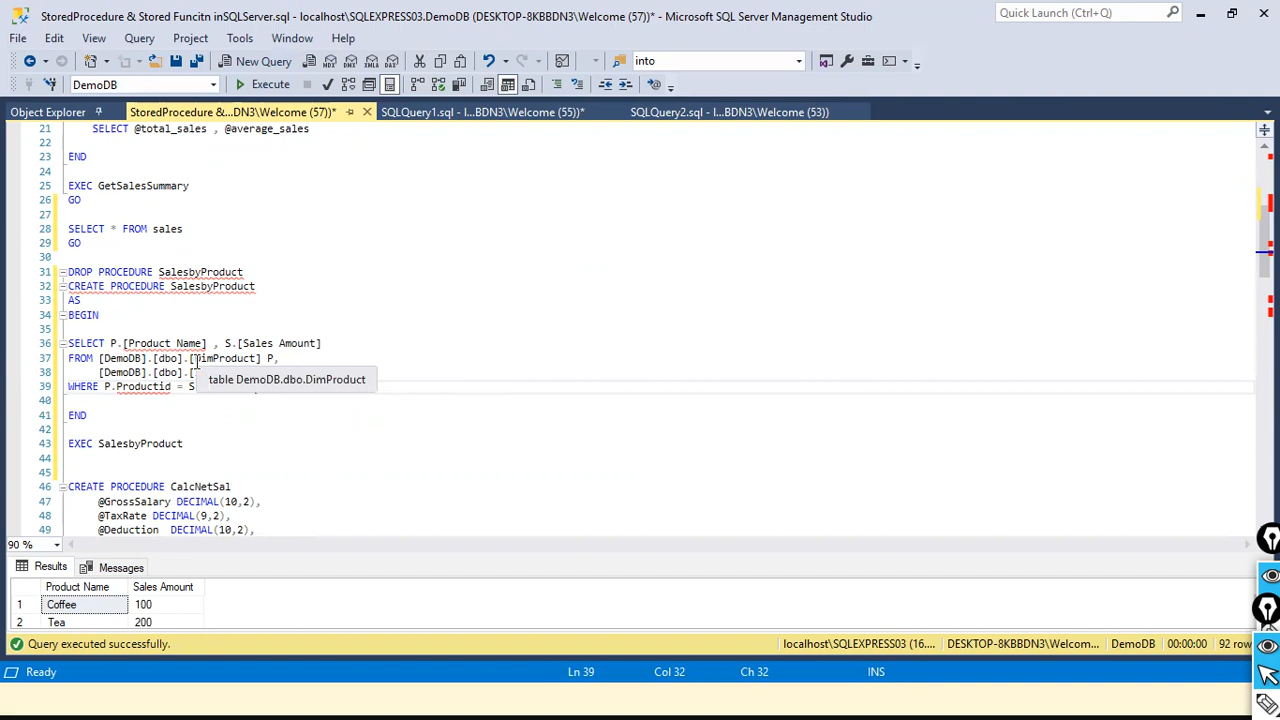 StoredProcedure & Stored Funcitn inSQLServer.sql - localhost\SQLEXPRESS03.DemoDB (DESKTOP-8KBBDN3\Welcome (57))* - Microsoft SQL Server Management Studio
Quick Launch (Ctrl+Q)
File Edit View Query Project Tools Window Help
New Query
into
DemoDB
Execute
Object Explorer
StoredProcedure &...DN3\Welcome (57))*
SQLQuery1.sql - l...BDN3\Welcome (55))*
SQLQuery2.sql - l...BDN3\Welcome (53))
21 SELECT @total_sales , @average_sales
22
23 END
24
25 EXEC GetSalesSummary
26 GO
27
28 SELECT * FROM sales
29 GO
30
31 DROP PROCEDURE SalesbyProduct
32 CREATE PROCEDURE SalesbyProduct
33 AS
34 BEGIN
35
36 SELECT P.[Product Name] , S.[Sales Amount]
37 FROM [DemoDB].[dbo].[DimProduct] P,
38 [DemoDB].[dbo].[
table DemoDB.dbo.DimProduct
39 WHERE P.Productid = S
40
41 END
42
43 EXEC SalesbyProduct
44
45
46 CREATE PROCEDURE CalcNetSal
47 @GrossSalary DECIMAL(10,2),
48 @TaxRate DECIMAL(9,2),
49 @Deduction DECIMAL(10,2),
90 %
Results Messages
Product Name Sales Amount
1 Coffee 100
2 Tea 200
Query executed successfully.
localhost\SQLEXPRESS03 (16....
DESKTOP-8KBBDN3\Welcom...
DemoDB
00:00:00
92 row
Ready
Ln 39
Col 32
Ch 32
INS